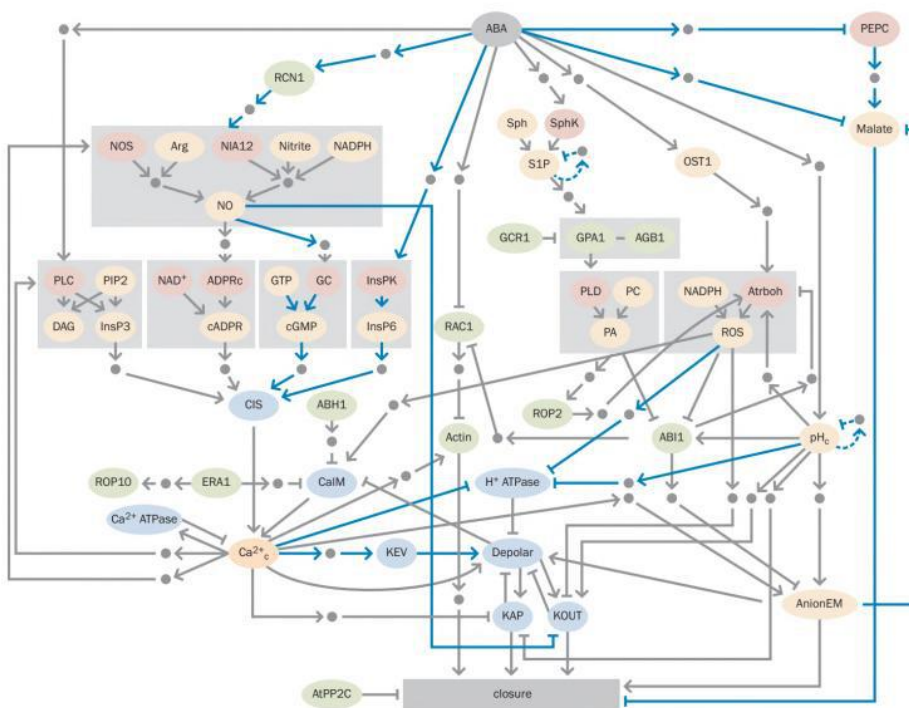 ABA
PEPC
RCN1
Sph
SphK
Malate
NOS
Arg
NIA12
Nitrite
NADPH
S1P
OST1
NO
GCR1
GPA1
AGB1
PLC
PIP2
NAD⁺
ADPRc
GTP
GC
InsPK
PLD
PC
NADPH
Atrboh
DAG
InsP3
cADPR
cGMP
InsP6
RAC1
PA
ROS
CIS
ABH1
ROP2
Actin
ABI1
pHc
ROP10
ERA1
CaIM
H⁺ ATPase
Ca²⁺ ATPase
Ca²⁺c
KEV
Depolar
KAP
KOUT
AnionEM
AtPP2C
closure